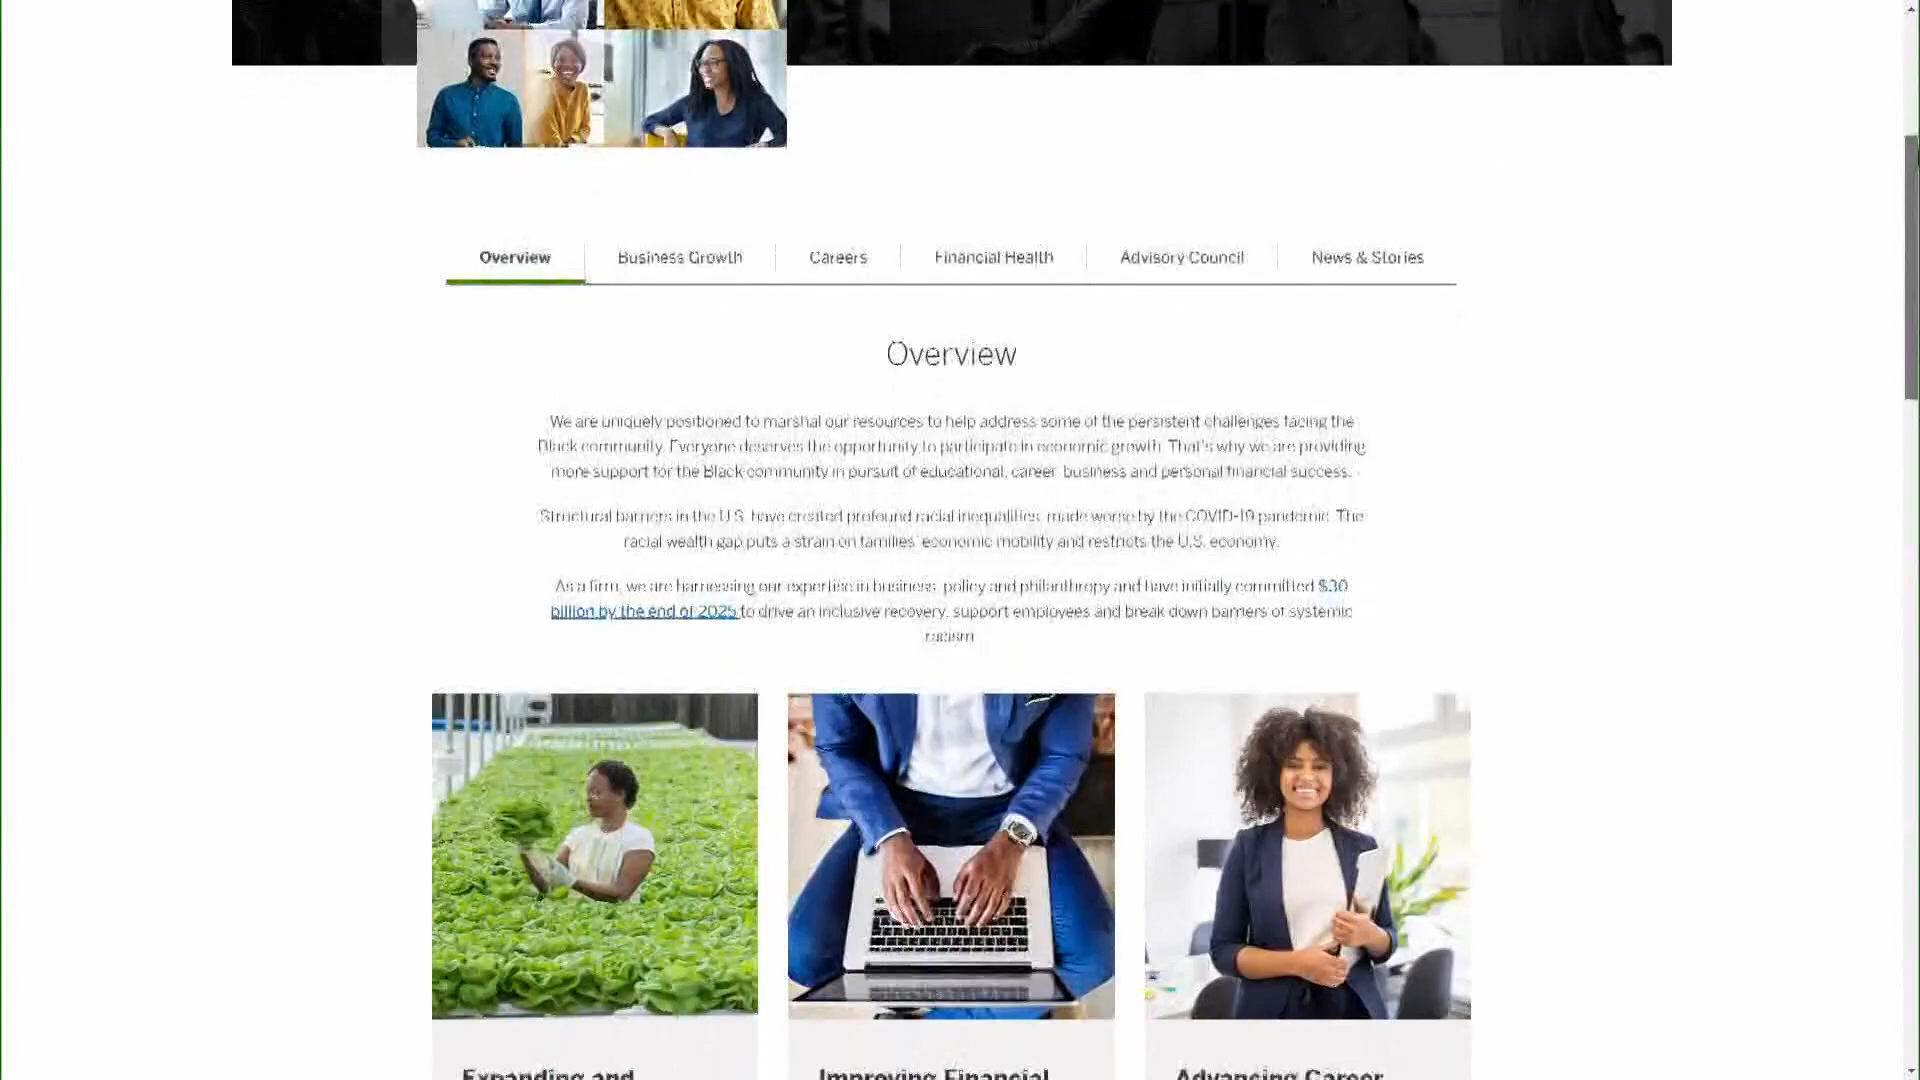 Overview
Business Growth
Careers
Financial Health
Advisory Council
News & Stories
Overview
We are uniquely positioned to marshal our resources to help address some of the persistent challenges facing the
Black community. Everyone deserves the opportunity to participate in economic growth. That's why we are providing
more support for the Black community in pursuit of educational, career, business and personal financial success.
Structural barriers in the U.S. have created profound racial inequalities, made worse by the COVID-19 pandemic. The
racial wealth gap puts a strain on families' economic mobility and restricts the U.S. economy.
As a firm, we are harnessing our expertise in business, policy and philanthropy and have initially committed $30
billion by the end of 2025 to drive an inclusive recovery, support employees and break down barriers of systemic
racism
Expanding and
Improving Financial
Advancing Career